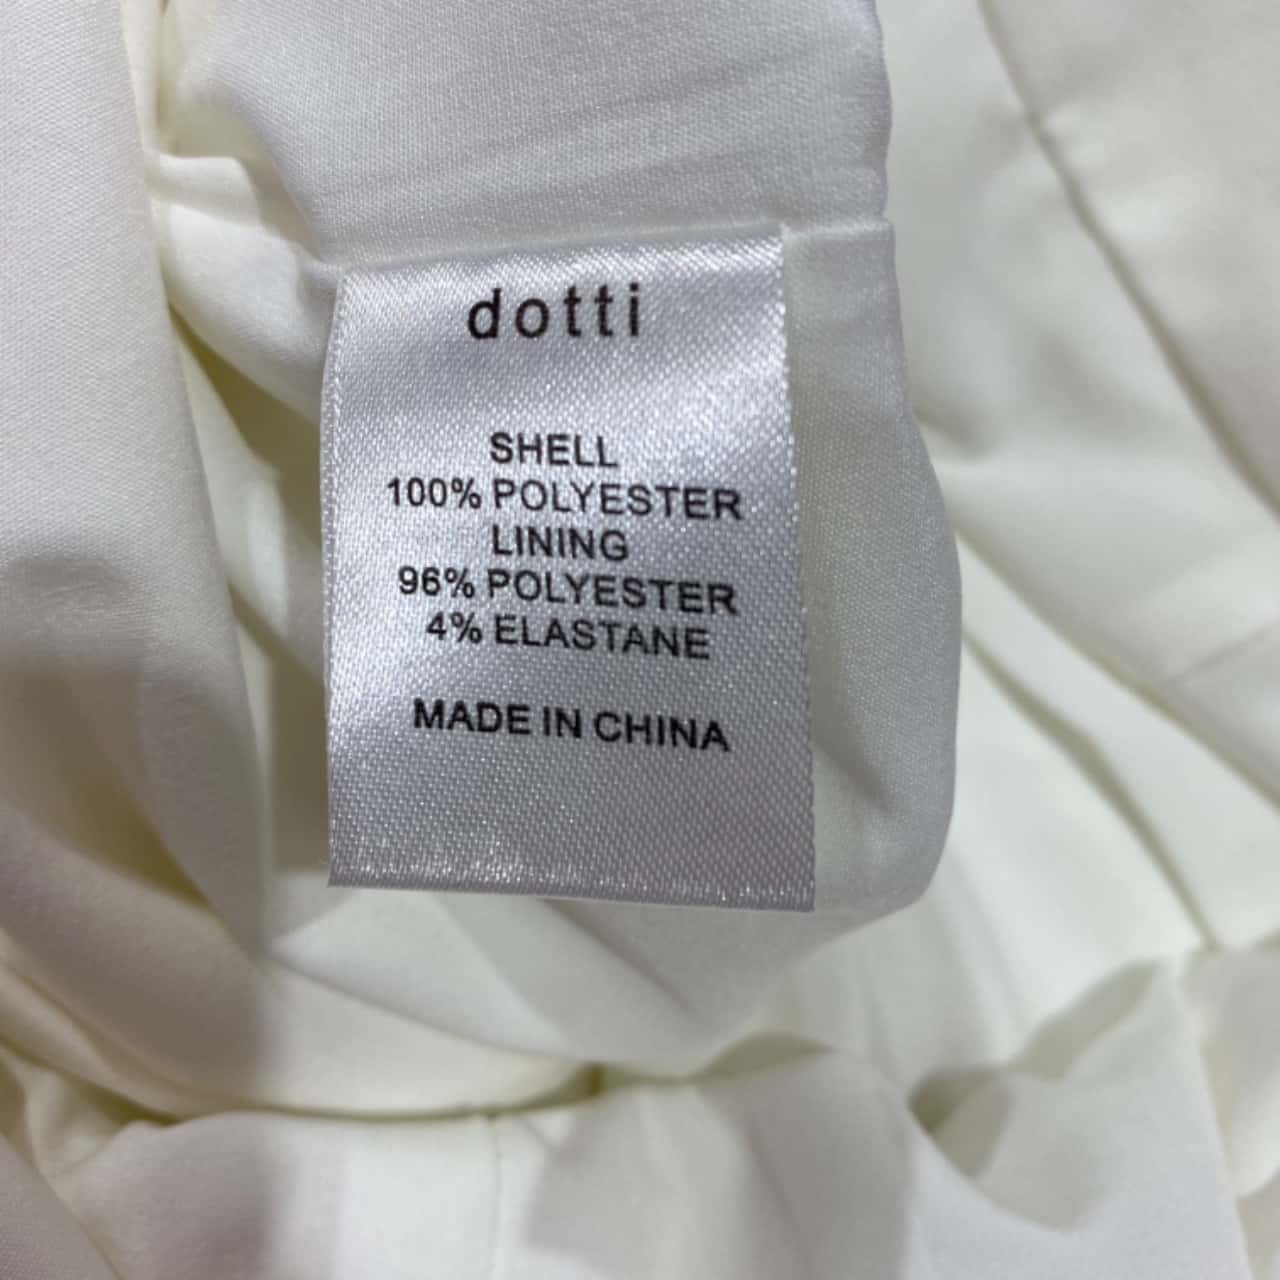 dotti
SHELL
100% POLYESTER
LINING
96% POLYESTER
4% ELASTANE
MADE IN CHINA